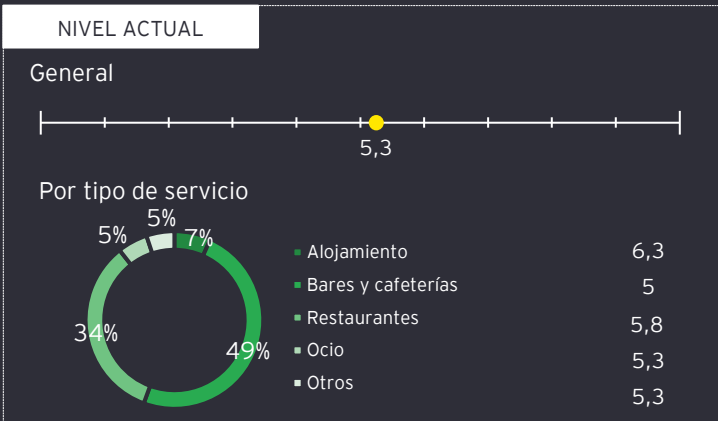 NIVEL ACTUAL
General
5,3
Por tipo de servicio
5%
5%
7%
34%
49%
Alojamiento 6,3
Bares y cafeterías 5
Restaurantes 5,8
Ocio 5,3
Otros 5,3